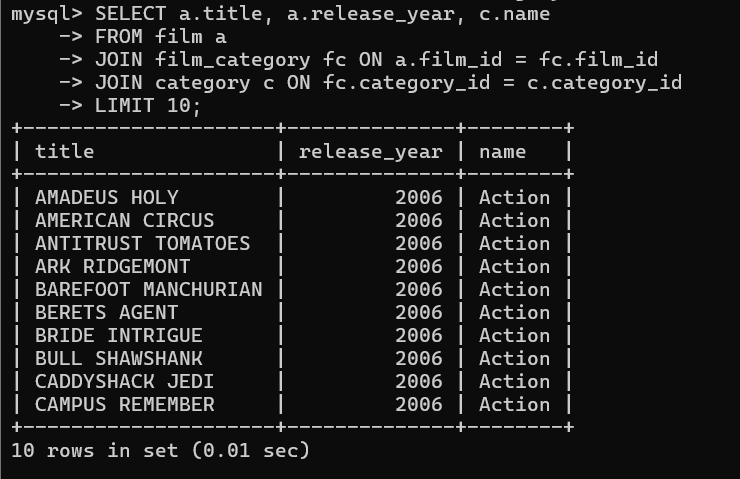 mysql> SELECT a.title, a.release_year, c.name
    -> FROM film a
    -> JOIN film_category fc ON a.film_id = fc.film_id
    -> JOIN category c ON fc.category_id = c.category_id
    -> LIMIT 10;
+---------------------+--------------+--------+
| title               | release_year | name   |
+---------------------+--------------+--------+
| AMADEUS HOLY        |         2006 | Action |
| AMERICAN CIRCUS     |         2006 | Action |
| ANTITRUST TOMATOES  |         2006 | Action |
| ARK RIDGEMONT       |         2006 | Action |
| BAREFOOT MANCHURIAN |         2006 | Action |
| BERETS AGENT        |         2006 | Action |
| BRIDE INTRIGUE      |         2006 | Action |
| BULL SHAWSHANK      |         2006 | Action |
| CADDYSHACK JEDI     |         2006 | Action |
| CAMPUS REMEMBER     |         2006 | Action |
+---------------------+--------------+--------+
10 rows in set (0.01 sec)